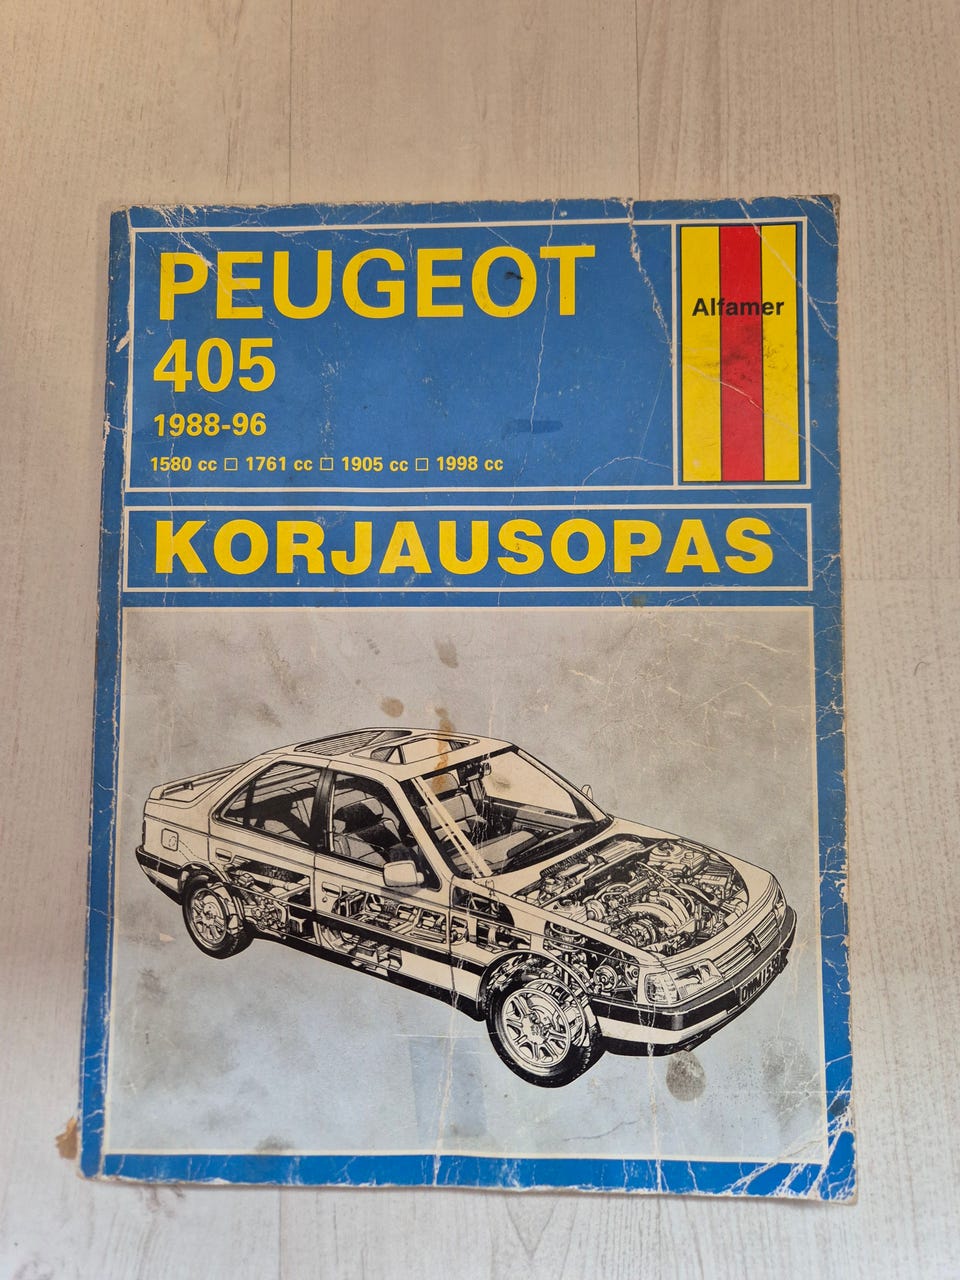 PEUGEOT
405
1988-96
1580 cc □ 1761 cc □ 1905 cc □ 1998 cc
Alfamer
KORJAUSOPAS